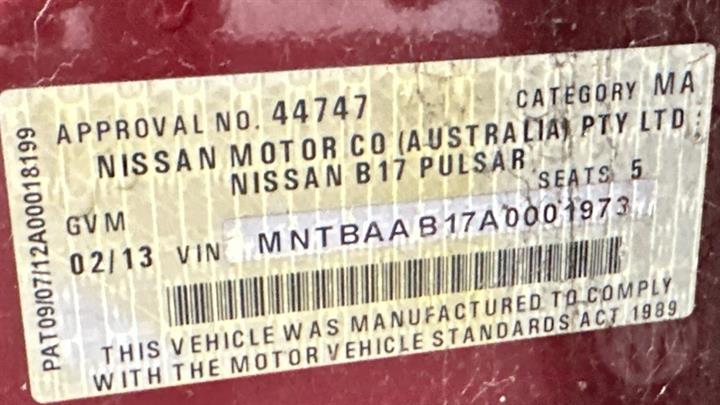 APPROVAL NO. 44747 CATEGORY MA
NISSAN MOTOR CO (AUSTRALIA) PTY LTD
NISSAN B17 PULSAR
SEATS 5
GVM
02/13 VIN MNTBAAB17A0001973
THIS VEHICLE WAS MANUFACTURED TO COMPLY
WITH THE MOTOR VEHICLE STANDARDS ACT 1989
PAT09/07/12A00018199